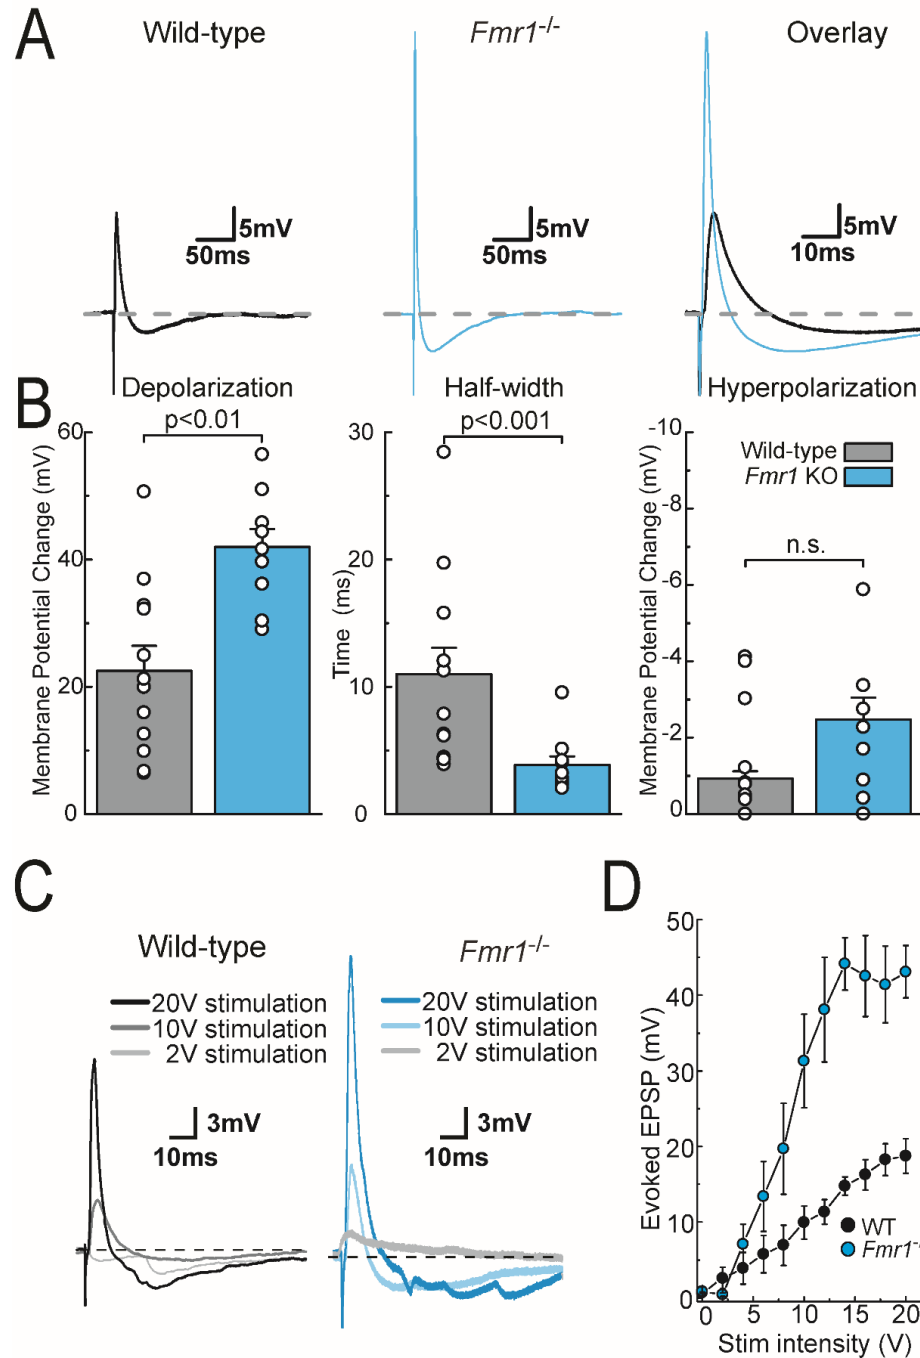 A
Wild-type
Fmr1-/-
Overlay
5mV
50ms
5mV
50ms
5mV
10ms
B
Depolarization
p<0.01
Membrane Potential Change (mV)
60
40
20
0
Half-width
p<0.001
Time (ms)
30
20
10
0
Hyperpolarization
Wild-type
Fmr1 KO
n.s.
Membrane Potential Change (mV)
-10
-8
-6
-4
-2
0
C
Wild-type
20V stimulation
10V stimulation
2V stimulation
3mV
10ms
Fmr1-/-
20V stimulation
10V stimulation
2V stimulation
3mV
10ms
D
Evoked EPSP (mV)
50
40
30
20
10
0
WT
Fmr1-
0 5 10 15 20
Stim intensity (V)